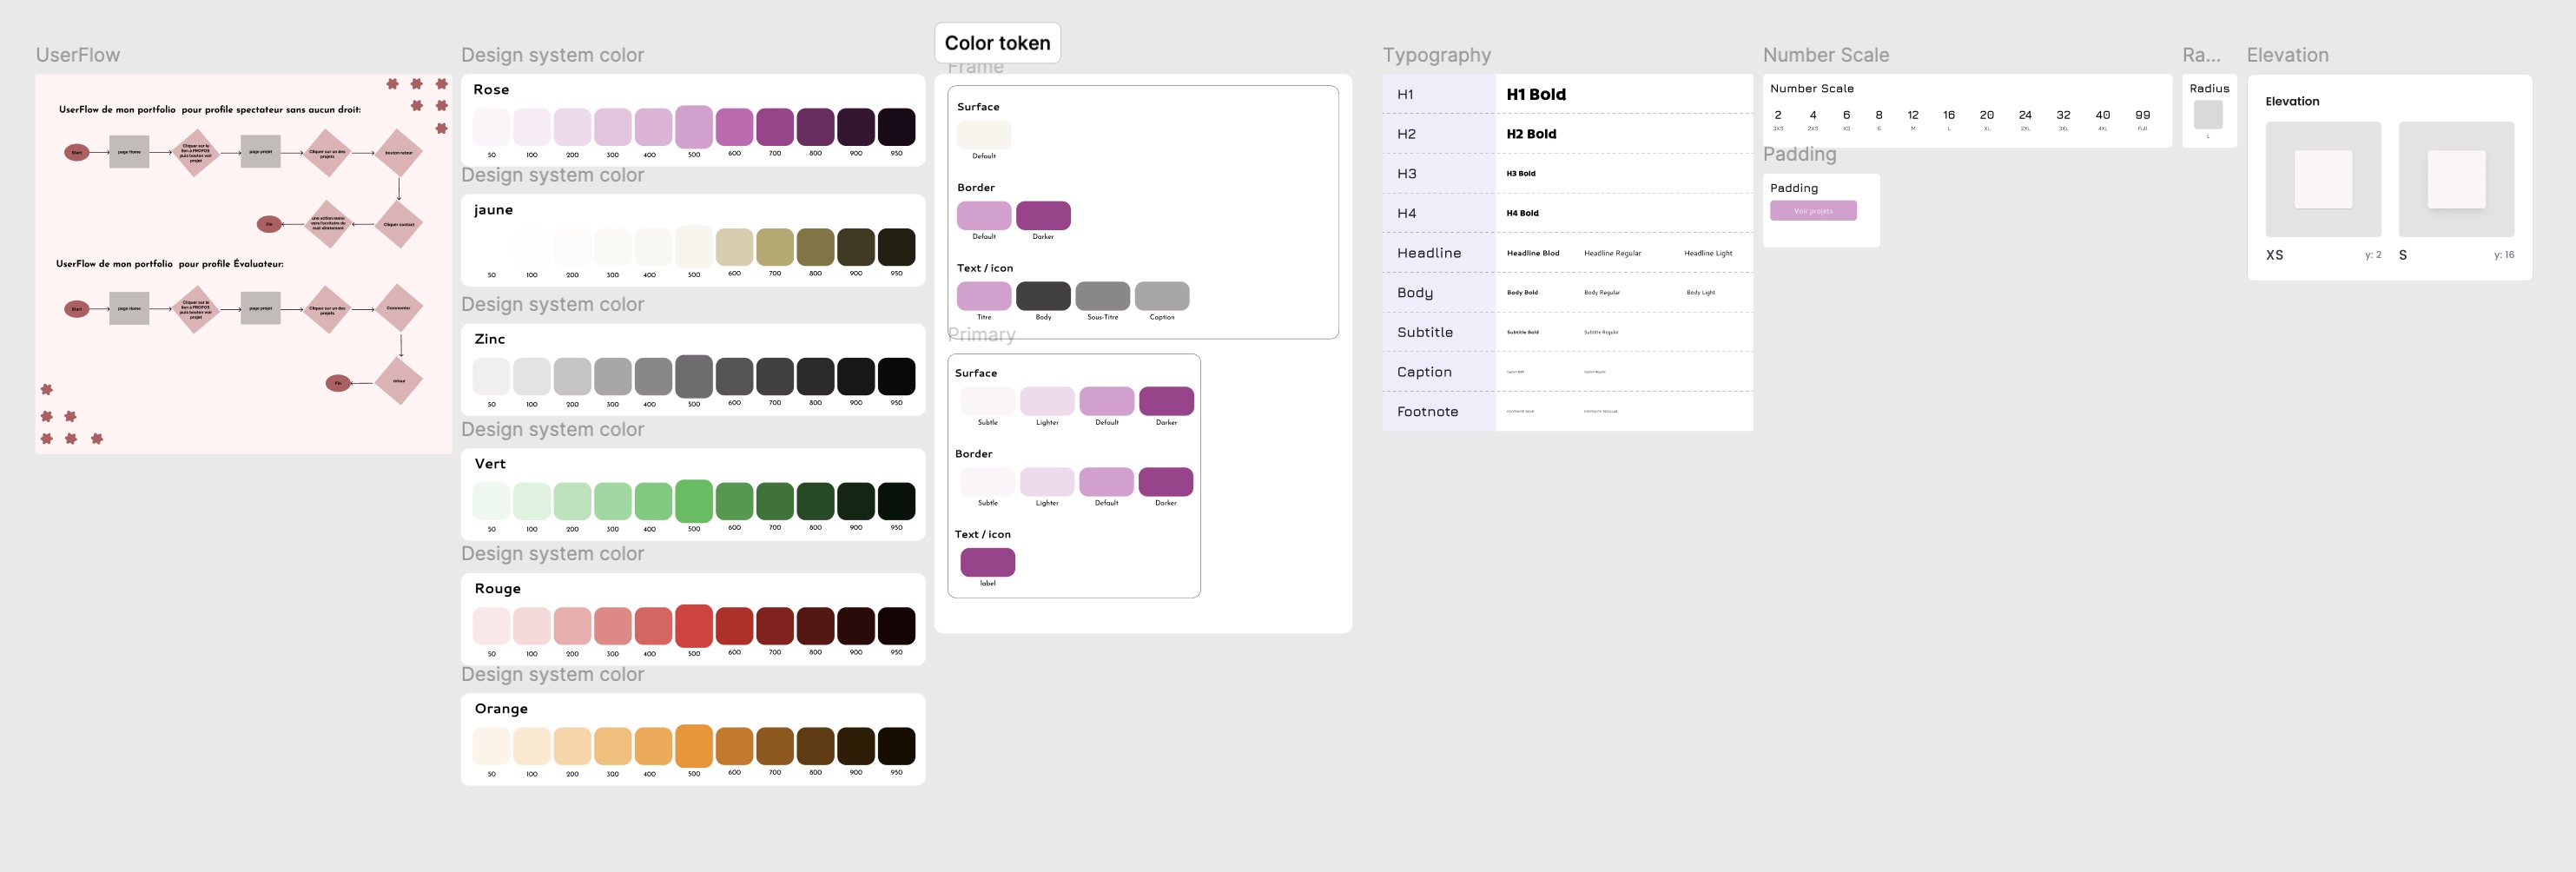 UserFlow
UserFlow de mon portfolio pour profile spectateur sans aucun droit:
Start
page Home
Cliquer sur le
lien à PROPOS
puis bouton voir
projet
page projet
Cliquer sur un des
projets
bouton retour
Cliquer contact
Fin
UserFlow de mon portfolio pour profile Évaluateur:
Start
page Home
Cliquer sur le
lien à PROPOS
puis bouton voir
projet
page projet
Cliquer sur un des
projets
Commenter
retour
Fin
Design system color
Rose
50 100 200 300 400 500 600 700 800 900 950
Design system color
jaune
50 100 200 300 400 500 600 700 800 900 950
Design system color
Zinc
50 100 200 300 400 500 600 700 800 900 950
Design system color
Vert
50 100 200 300 400 500 600 700 800 900 950
Design system color
Rouge
50 100 200 300 400 500 600 700 800 900 950
Design system color
Orange
50 100 200 300 400 500 600 700 800 900 950
Color token
Frame
Surface
Default
Border
Default Darker
Text / icon
Titre Body Sous-Titre Caption
Primary
Surface
Subtle Lighter Default Darker
Border
Subtle Lighter Default Darker
Text / icon
label
Typography
H1 H1 Bold
H2 H2 Bold
H3 H3 Bold
H4 H4 Bold
Headline Headline Blod Headline Regular Headline Light
Body Body Bold Body Regular Body Light
Subtitle Subtitle Bold Subtitle Regular
Caption
Footnote
Number Scale
Number Scale
2 4 6 8 12 16 20 24 32 40 99
3XS 2XS XS S M L XL 2XL 3XL 4XL Full
Padding
Padding
Voir projets
Ra...
Radius
L
Elevation
Elevation
XS y: 2 S y: 16